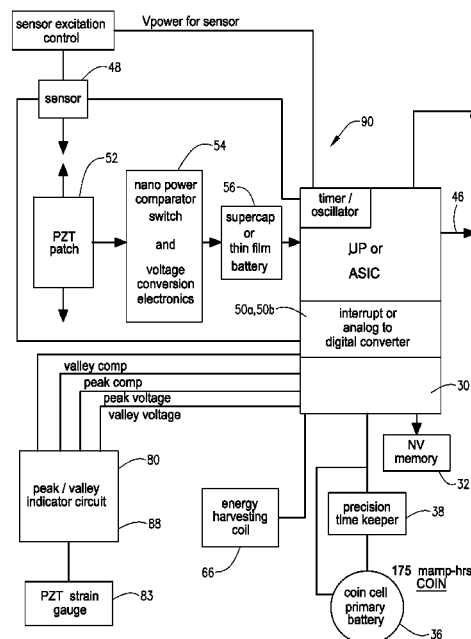 sensor excitation
control
Vpower for sensor
48
sensor
52
54
90
PZT
patch
nano power
comparator
switch
and
voltage
conversion
electronics
56
supercap
or
thin film
battery
timer /
oscillator
46
μP or
ASIC
50a,50b
interrupt or
analog to
digital converter
valley comp
peak comp
peak voltage
valley voltage
30
NV
memory
32
80
peak / valley
indicator circuit
88
energy
harvesting
coil
66
precision
time keeper
38
PZT strain
gauge
83
175 mamp-hrs
COIN
coin cell
primary
battery
36